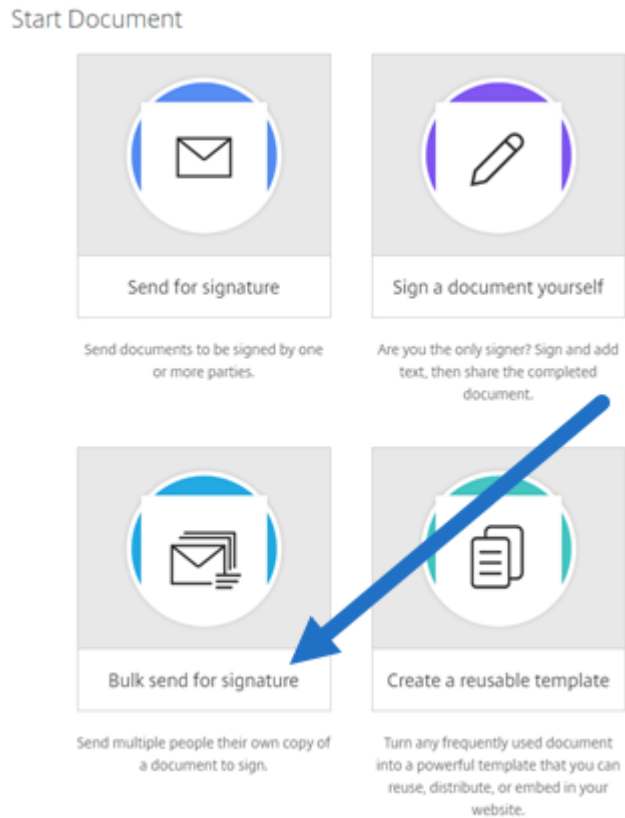 Start Document
Send for signature
Send documents to be signed by one
or more parties.
Sign a document yourself
Are you the only signer? Sign and add
text, then share the completed
document.
Bulk send for signature
Send multiple people their own copy of
a document to sign.
Create a reusable template
Turn any frequently used document
into a powerful template that you can
reuse, distribute, or embed in your
website.